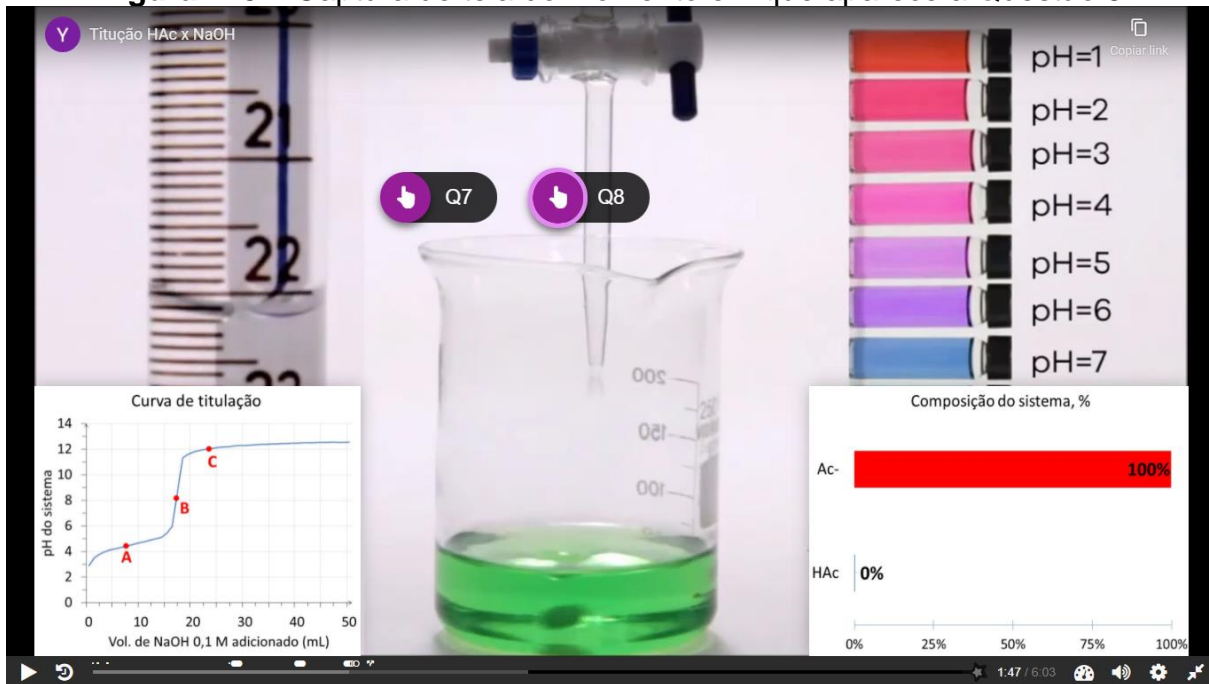 Y Titução HAc x NaOH
Copiar link
21
22
Q7
Q8
200
150
100
pH=1
pH=2
pH=3
pH=4
pH=5
pH=6
pH=7
Curva de titulação
pH do sistema
14
12
10
8
6
4
2
0
A
B
C
0 10 20 30 40 50
Vol. de NaOH 0,1 M adicionado (mL)
Composição do sistema, %
Ac- 100%
HAc 0%
0% 25% 50% 75% 100%
1:47 / 6:03